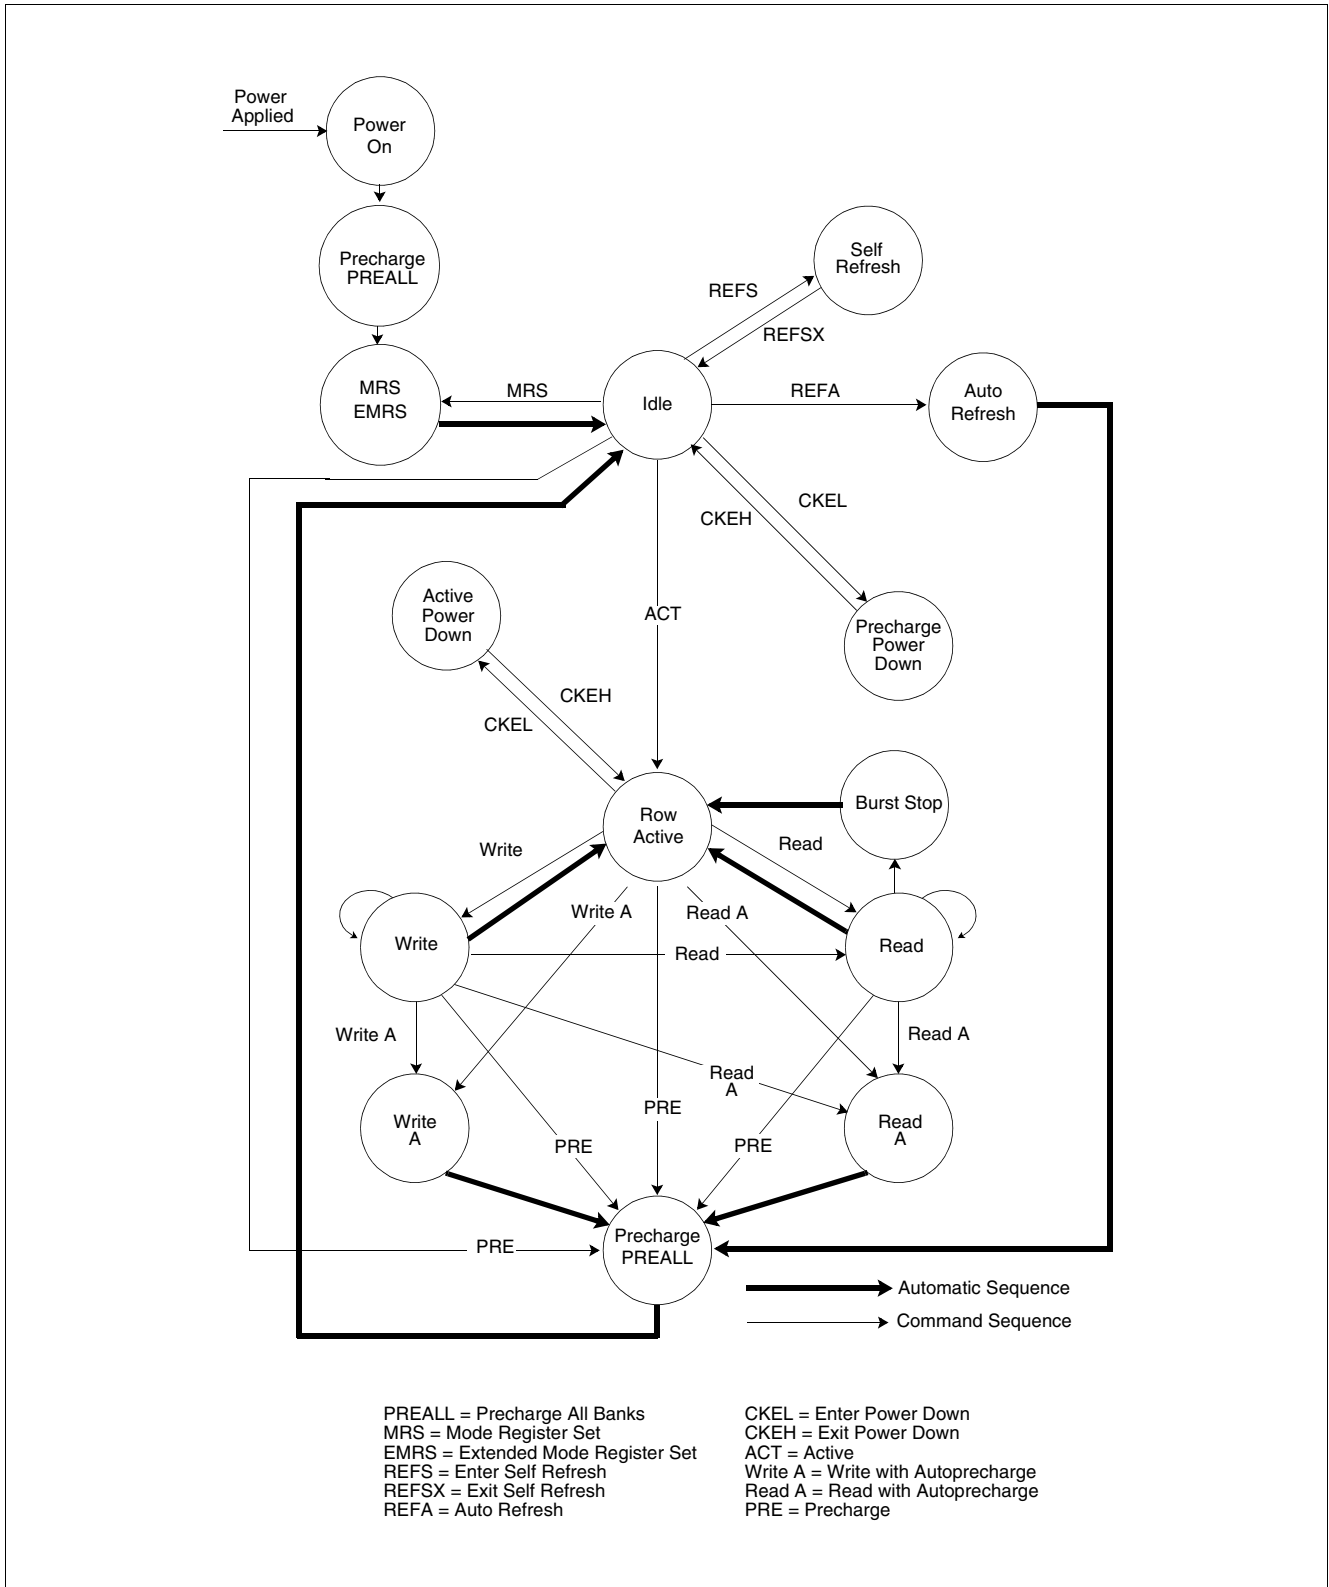 Power
Applied
Power
On
Precharge
PREALL
Self
Refresh
REFS
REFSX
MRS
EMRS
MRS
Idle
REFA
Auto
Refresh
CKEL
CKEH
Active
Power
Down
ACT
Precharge
Power
Down
CKEH
CKEL
Row
Active
Burst Stop
Write
Read
Write A
Read A
Write
Read
Read
Write A
Read A
Read
A
Write
A
PRE
Read
A
PRE
PRE
Precharge
PREALL
PRE
Automatic Sequence
Command Sequence
PREALL = Precharge All Banks
MRS = Mode Register Set
EMRS = Extended Mode Register Set
REFS = Enter Self Refresh
REFSX = Exit Self Refresh
REFA = Auto Refresh
CKEL = Enter Power Down
CKEH = Exit Power Down
ACT = Active
Write A = Write with Autoprecharge
Read A = Read with Autoprecharge
PRE = Precharge